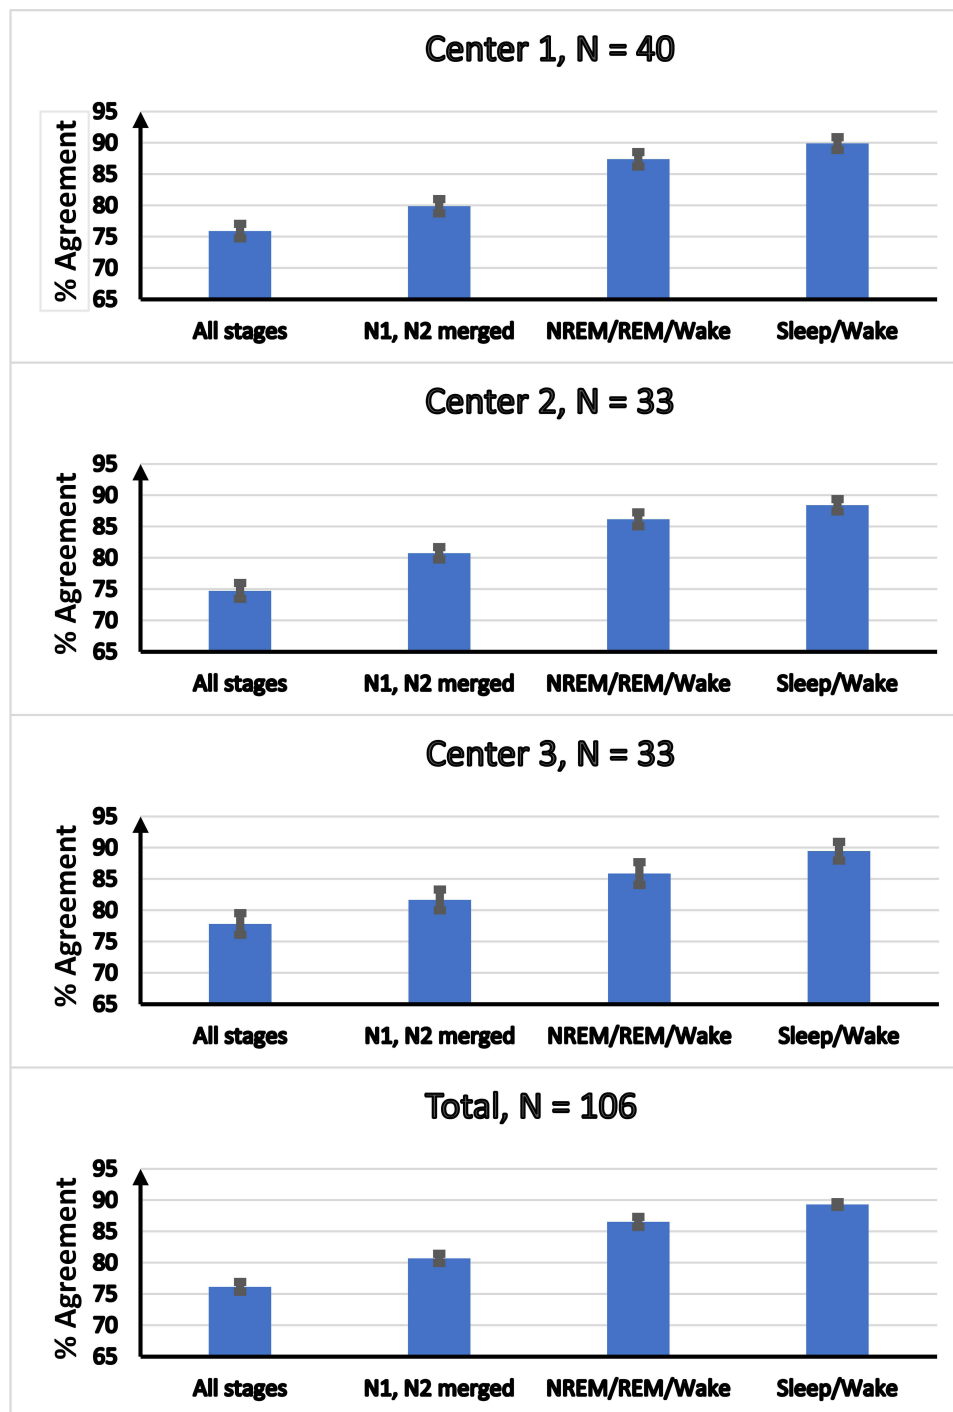 Center 1, N = 40
% Agreement
95
90
85
80
75
70
65
All stages N1, N2 merged NREM/REM/Wake Sleep/Wake
Center 2, N = 33
% Agreement
95
90
85
80
75
70
65
All stages N1, N2 merged NREM/REM/Wake Sleep/Wake
Center 3, N = 33
% Agreement
95
90
85
80
75
70
65
All stages N1, N2 merged NREM/REM/Wake Sleep/Wake
Total, N = 106
% Agreement
95
90
85
80
75
70
65
All stages N1, N2 merged NREM/REM/Wake Sleep/Wake